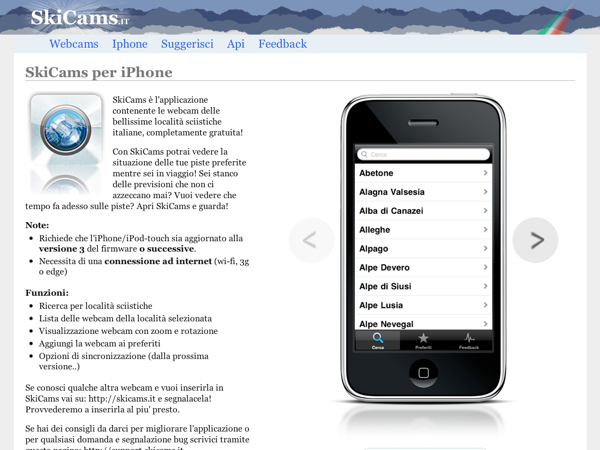 SkiCams.IT
Webcams Iphone Suggerisci Api Feedback
SkiCams per iPhone
SkiCams è l'applicazione
contenente le webcam delle
bellissime località sciistiche
italiane, completamente gratuita!
Con SkiCams potrai vedere la
situazione delle tue piste preferite
mentre sei in viaggio! Sei stanco
delle previsioni che non ci
azzeccano mai? Vuoi vedere che
tempo fa adesso sulle piste? Apri SkiCams e guarda!
Note:
Richiede che l'iPhone/iPod-touch sia aggiornato alla
versione 3 del firmware o successive.
Necessita di una connessione ad internet (wi-fi, 3g
o edge)
Funzioni:
Ricerca per località sciistiche
Lista delle webcam della località selezionata
Visualizzazione webcam con zoom e rotazione
Aggiungi la webcam ai preferiti
Opzioni di sincronizzazione (dalla prossima
versione..)
Se conosci qualche altra webcam e vuoi inserirla in
SkiCams vai su: http://skicams.it e segnalacela!
Provvederemo a inserirla al piu' presto.
Se hai dei consigli da darci per migliorare l'applicazione o
per qualsiasi domanda e segnalazione bug scrivici tramite
<
Cerca
Abetone
Alagna Valsesia
Alba di Canazei
Alleghe
Alpago
Alpe Devero
Alpe di Siusi
Alpe Lusia
Alpe Nevegal
Cerca Preferiti Feedback
>